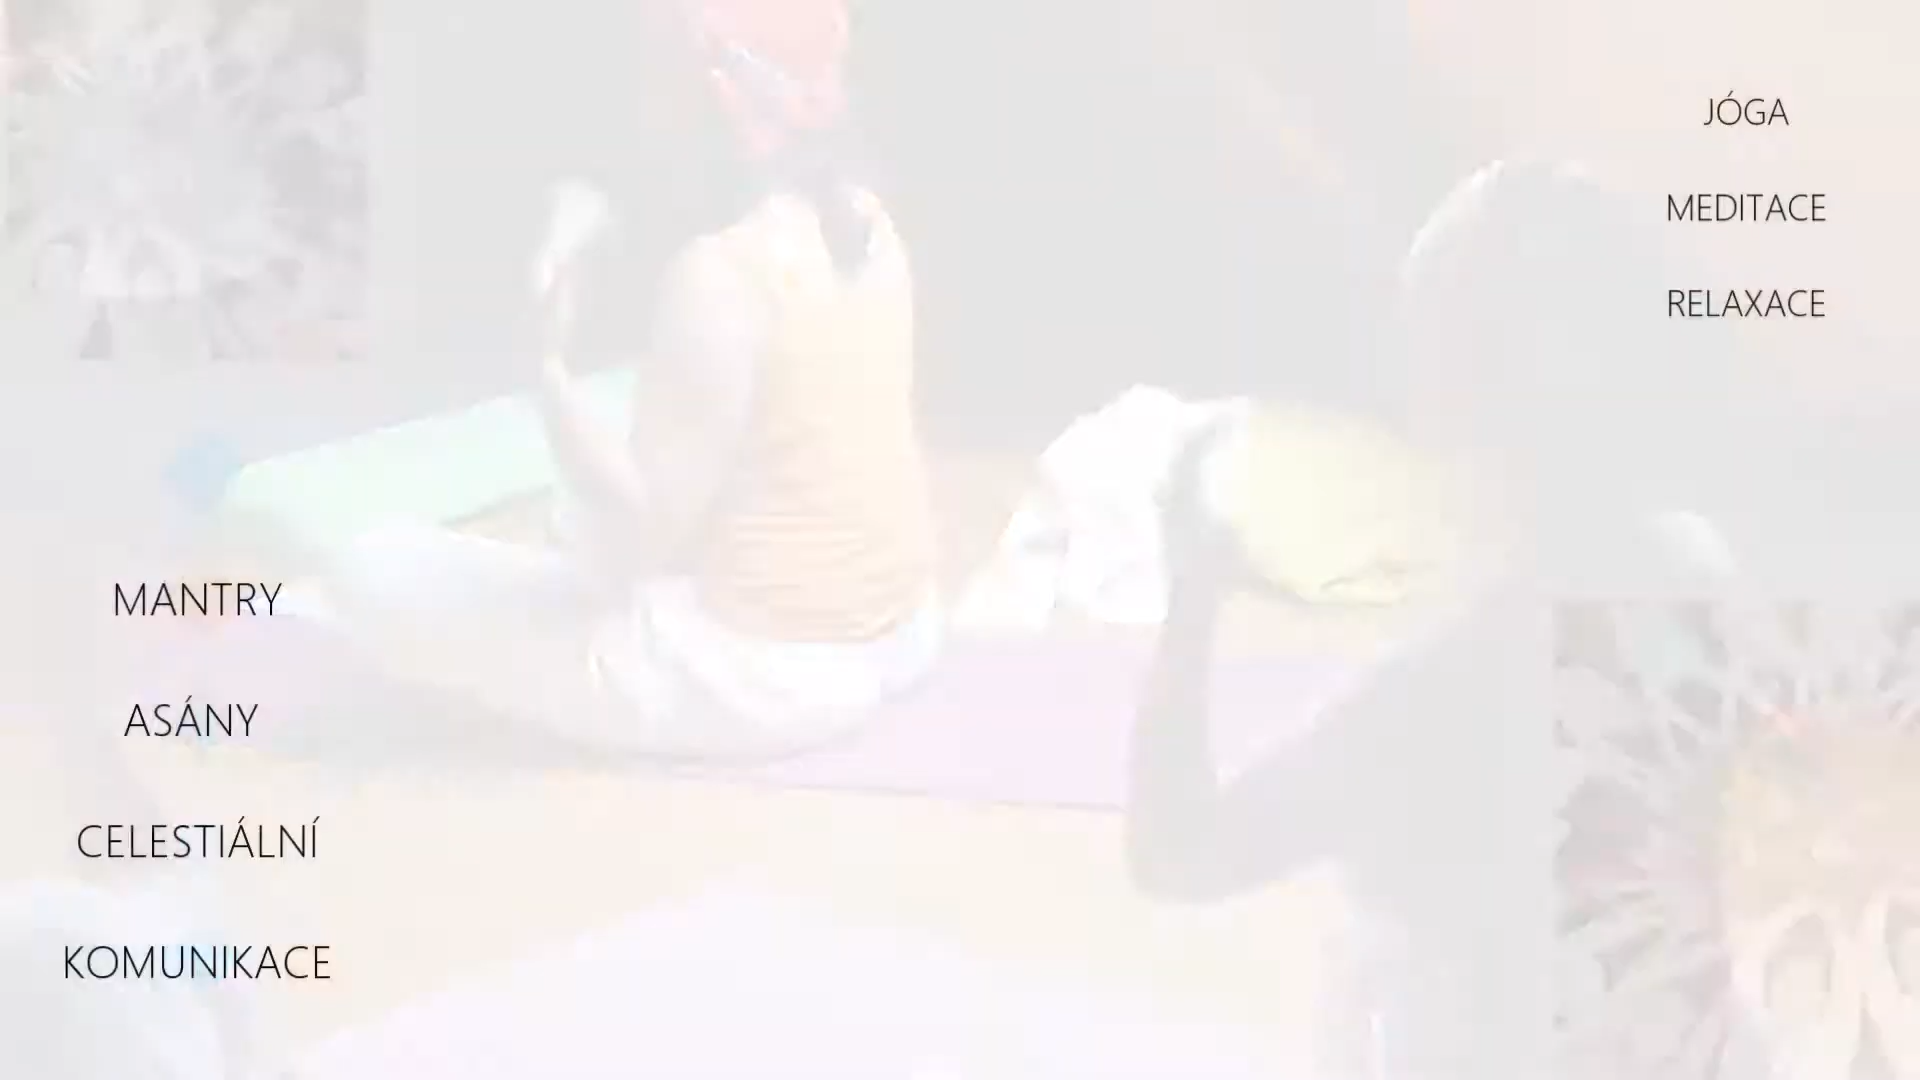 JÓGA
MEDITACE
RELAXACE
MANTRY
ASÁNY
CELESTIÁLNÍ
KOMUNIKACE